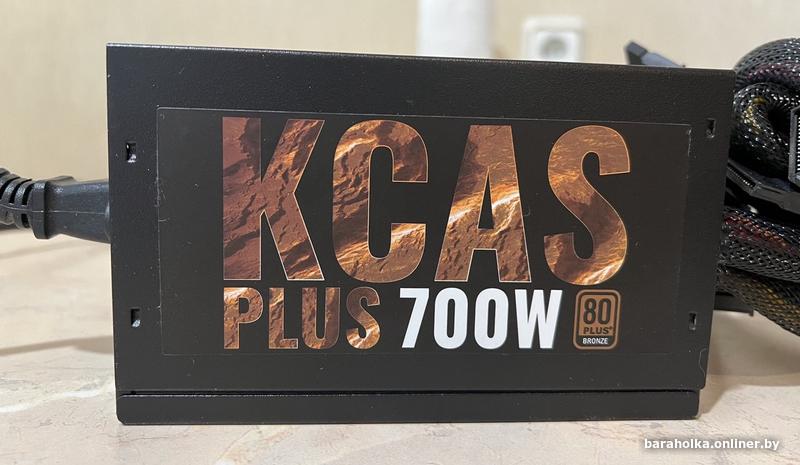 KCAS
PLUS 700W
80
PLUS
BRONZE
baraholka.onliner.by